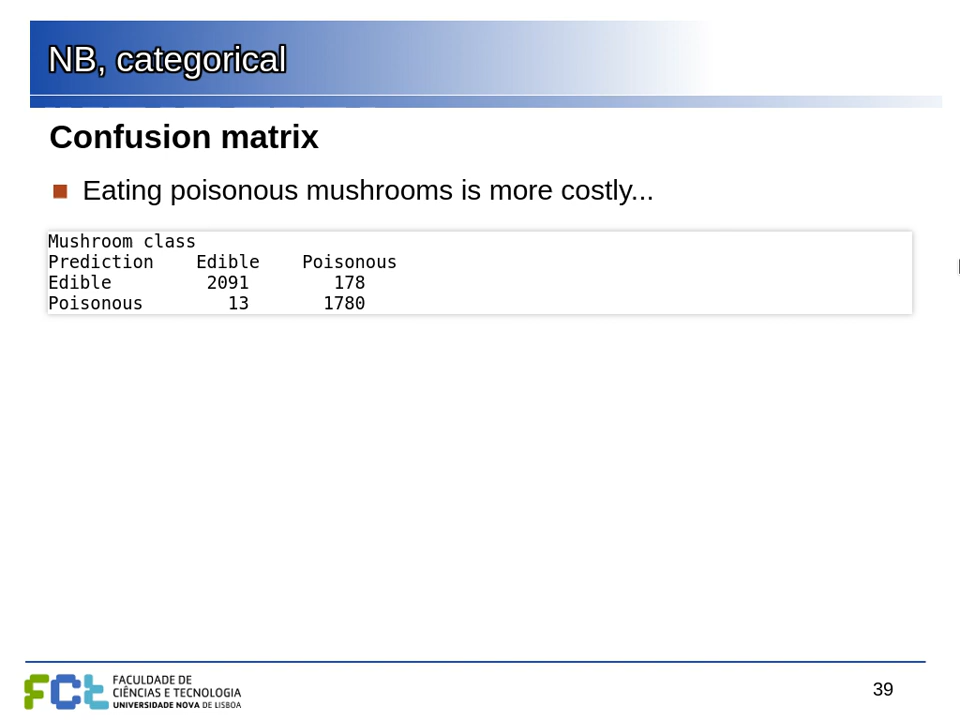 NB, categorical
Confusion matrix
Eating poisonous mushrooms is more costly...
Mushroom class
Prediction    Edible    Poisonous
Edible         2091        178
Poisonous        13       1780
FCt
FACULDADE DE
CIÊNCIAS E TECNOLOGIA
UNIVERSIDADE NOVA DE LISBOA
39